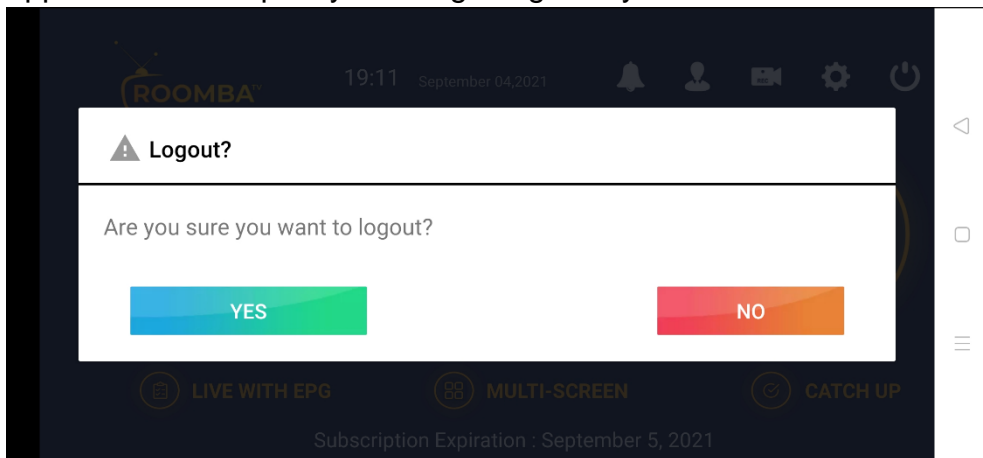 ROOMBA
19:11 September 04,2021
REC
Logout?
Are you sure you want to logout?
YES
NO
LIVE WITH EPG
MULTI-SCREEN
CATCH UP
Subscription Expiration : September 5, 2021